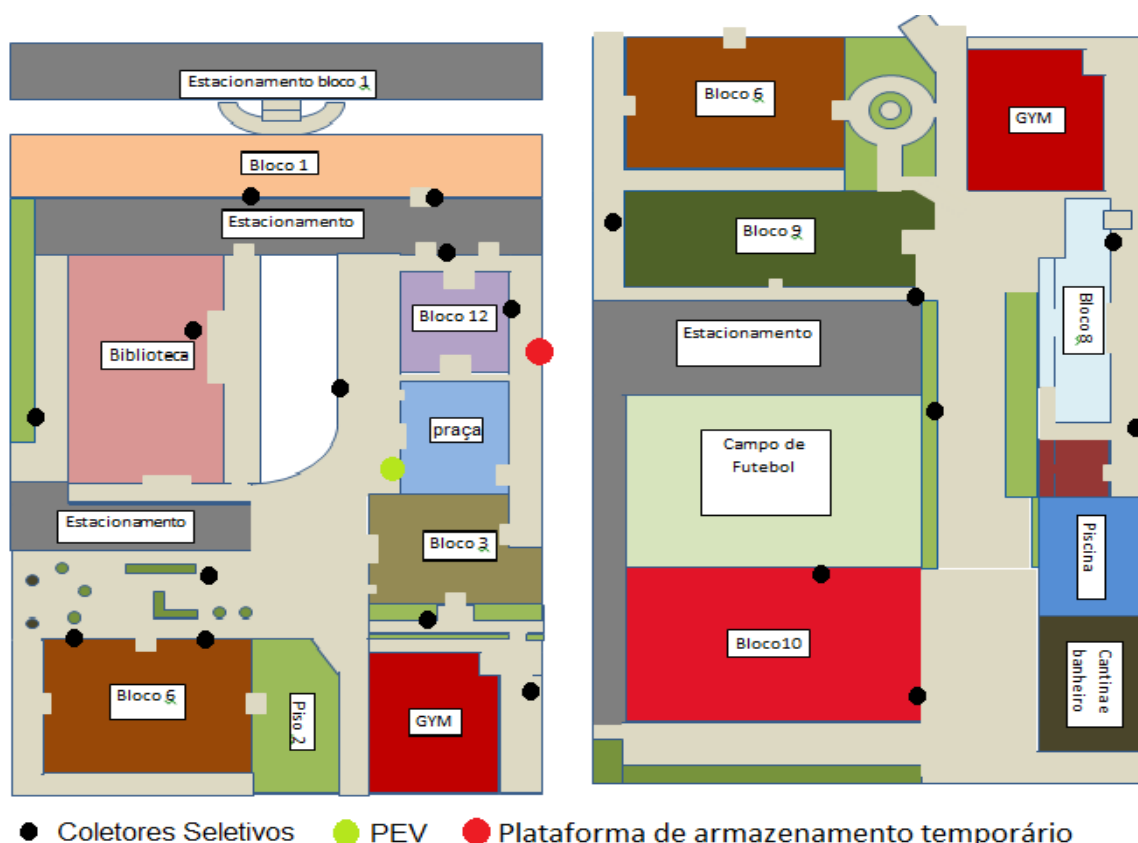 Estacionamento bloco 1
Bloco 1
Estacionamento
Bloco 12
Biblioteca
praça
Estacionamento
Bloco 3
Bloco 6
Piso 2
GYM
Bloco 6
GYM
Bloco 9
Bloco 8
Estacionamento
Campo de
Futebol
Piscina
Bloco10
Cantina e
banheiro
Coletores Seletivos
PEV
Plataforma de armazenamento temporário